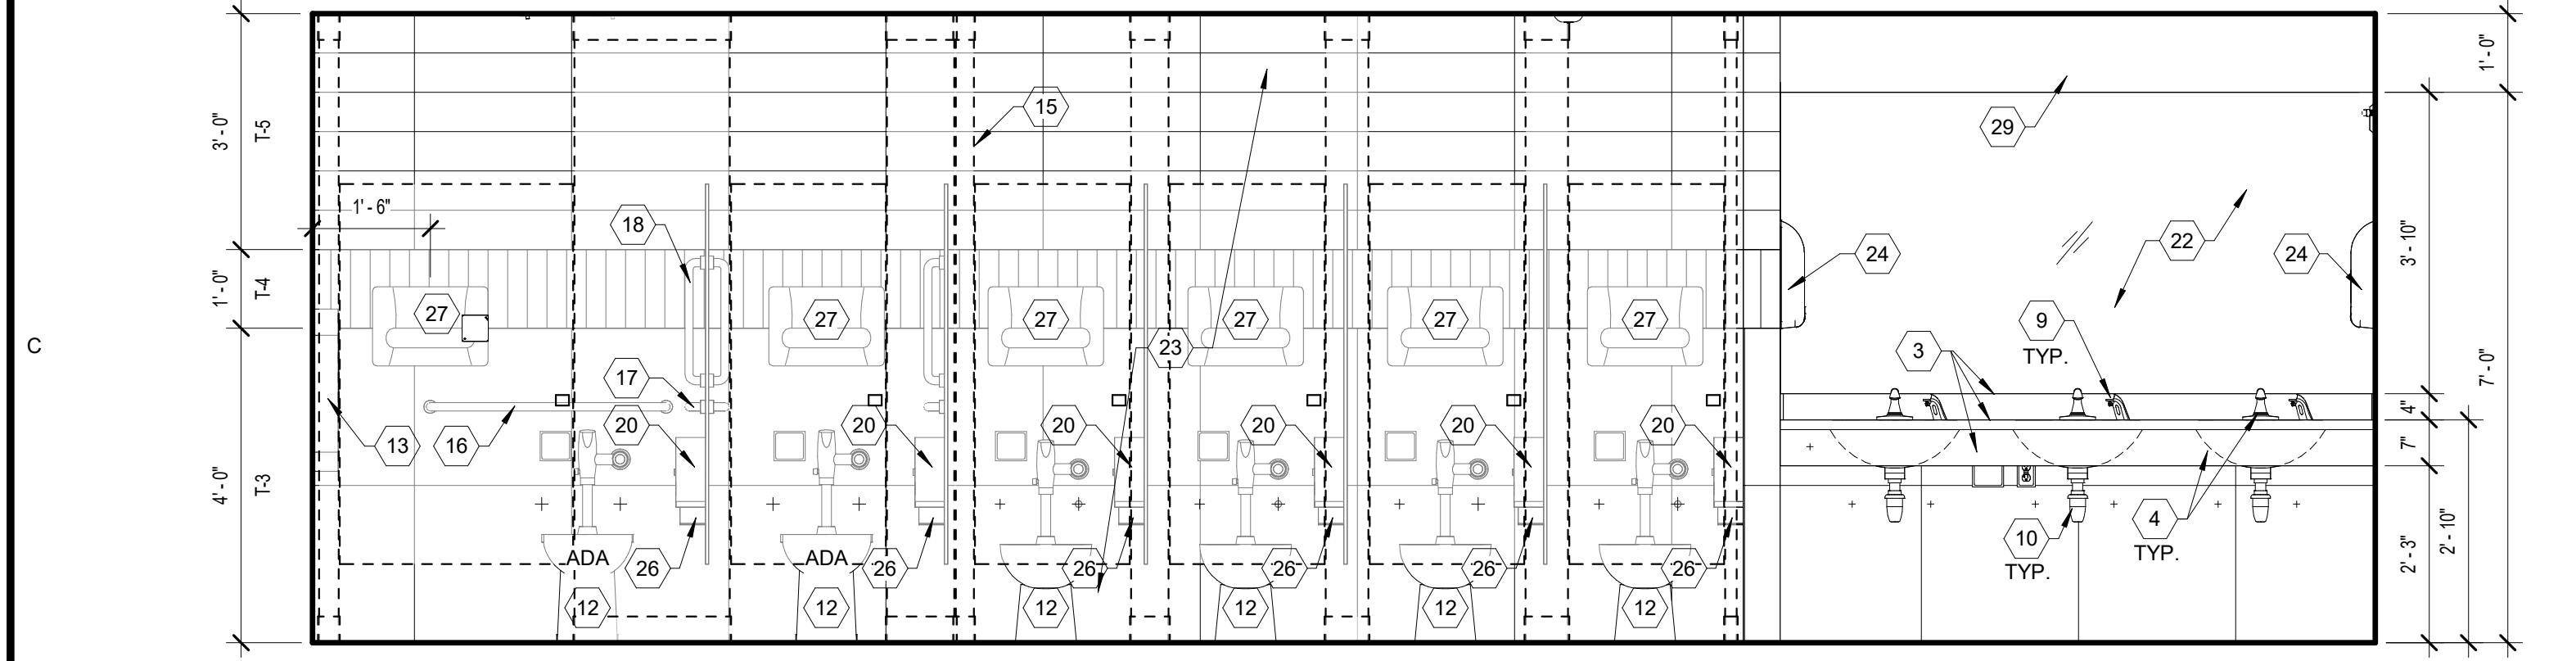 C
3' - 0"
T-5
1' - 0"
T-4
4' - 0"
T-3
1' - 6"
15
18
29
1' - 0"
24
22
24
3' - 10"
7' - 0"
27
27
27
27
27
27
23
9
TYP.
3
17
13
16
20
20
20
20
20
20
4"
7"
2' - 3"
2' - 10"
4
TYP.
10
TYP.
ADA
ADA
26
26
26
26
26
26
12
12
12
12
12
12